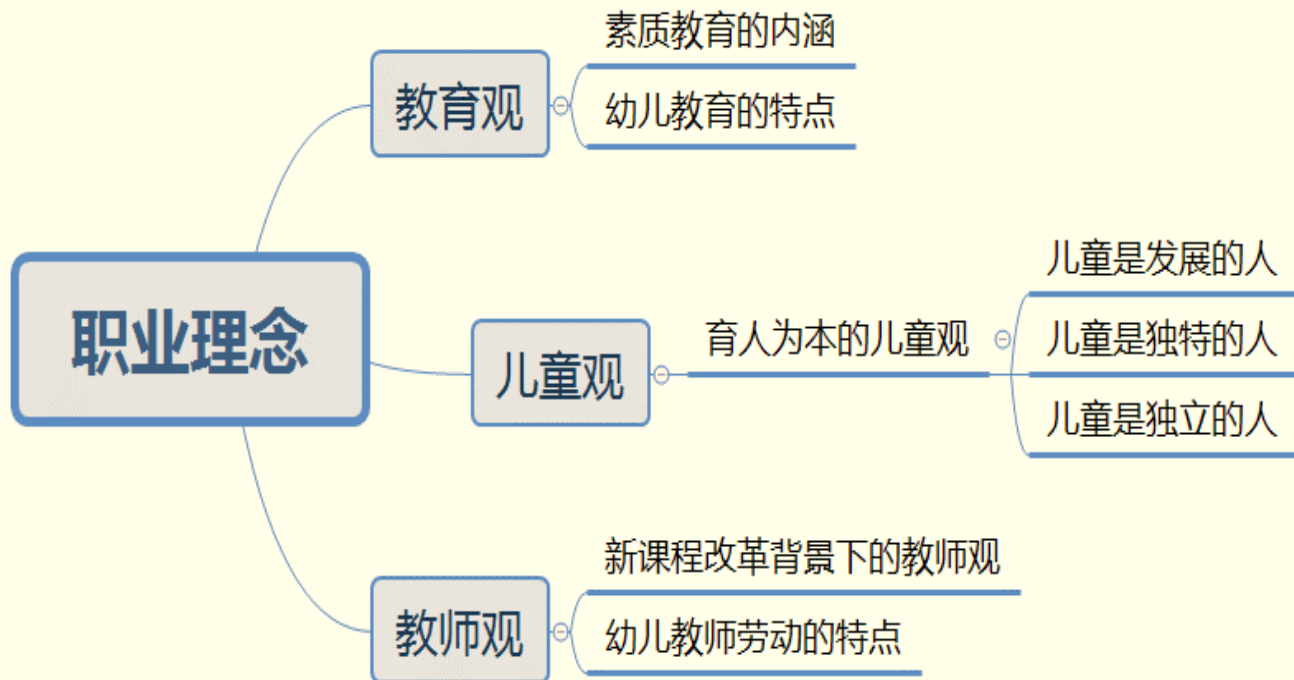 职业理念
教育观
素质教育的内涵
幼儿教育的特点
儿童观
育人为本的儿童观
儿童是发展的人
儿童是独特的人
儿童是独立的人
教师观
新课程改革背景下的教师观
幼儿教师劳动的特点